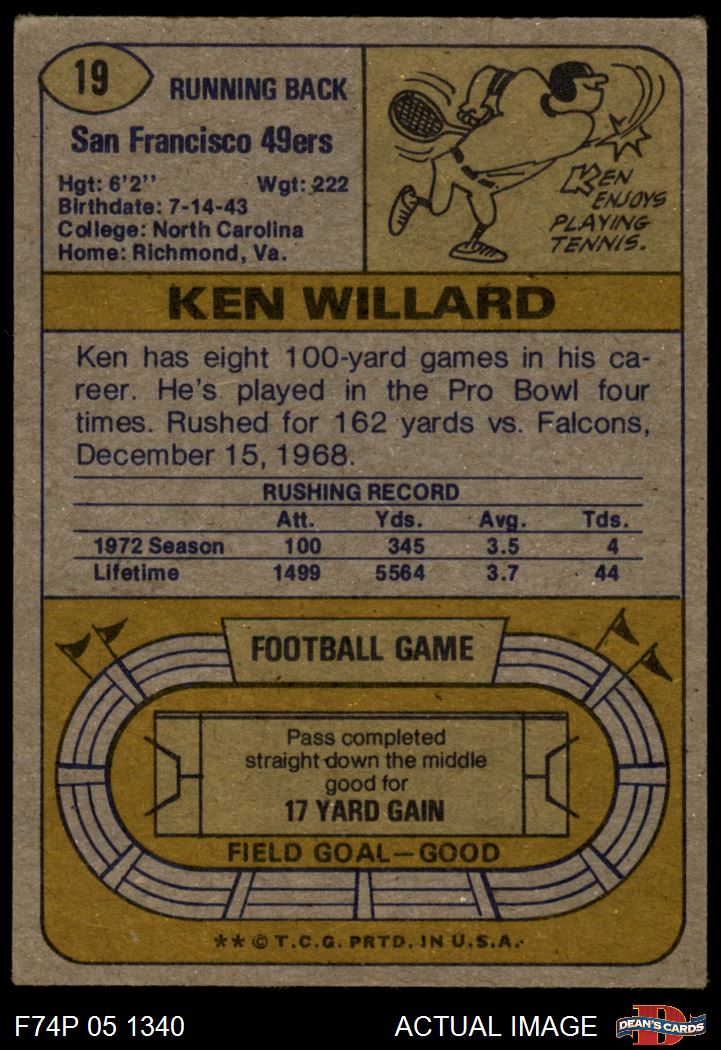 19
RUNNING BACK
San Francisco 49ers
Hgt: 6'2'' Wgt: 222
Birthdate: 7-14-43
College: North Carolina
Home: Richmond, Va.
KEN
ENJOYS
PLAYING
TENNIS.
KEN WILLARD
Ken has eight 100-yard games in his ca-
reer. He's played in the Pro Bowl four
times. Rushed for 162 yards vs. Falcons,
December 15, 1968.
RUSHING RECORD
Att. Yds. Avg. Tds.
1972 Season 100 345 3.5 4
Lifetime 1499 5564 3.7 44
FOOTBALL GAME
Pass completed
straight down the middle
good for
17 YARD GAIN
FIELD GOAL—GOOD
** © T.C.G. PRTD. IN U.S.A.
F74P 05 1340 ACTUAL IMAGE
D
DEAN'S CARDS